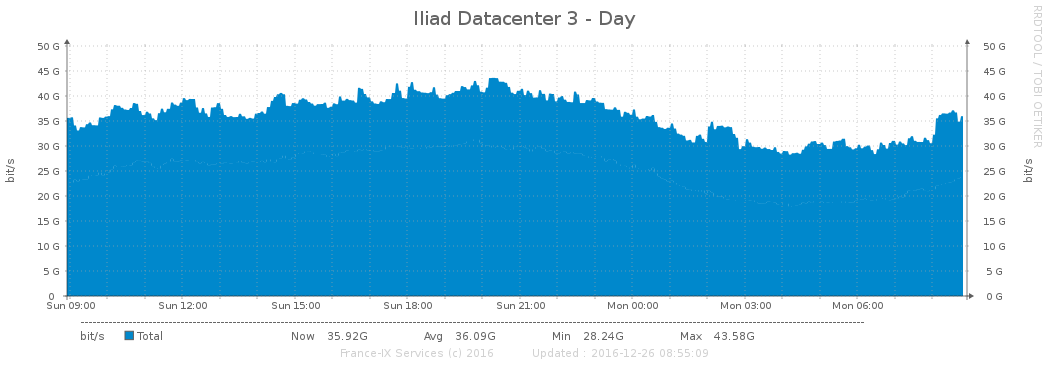 Iliad Datacenter 3 - Day
RRDTOOL / TOBI OETIKER
50 G 50 G
45 G 45 G
40 G 40 G
35 G 35 G
30 G 30 G
25 G 25 G
20 G 20 G
15 G 15 G
10 G 10 G
5 G 5 G
0 0 G
bit/s bit/s
Sun 09:00 Sun 12:00 Sun 15:00 Sun 18:00 Sun 21:00 Mon 00:00 Mon 03:00 Mon 06:00
bit/s Total Now 35.92G Avg 36.09G Min 28.24G Max 43.58G
France-IX Services (c) 2016 Updated : 2016-12-26 08:55:09